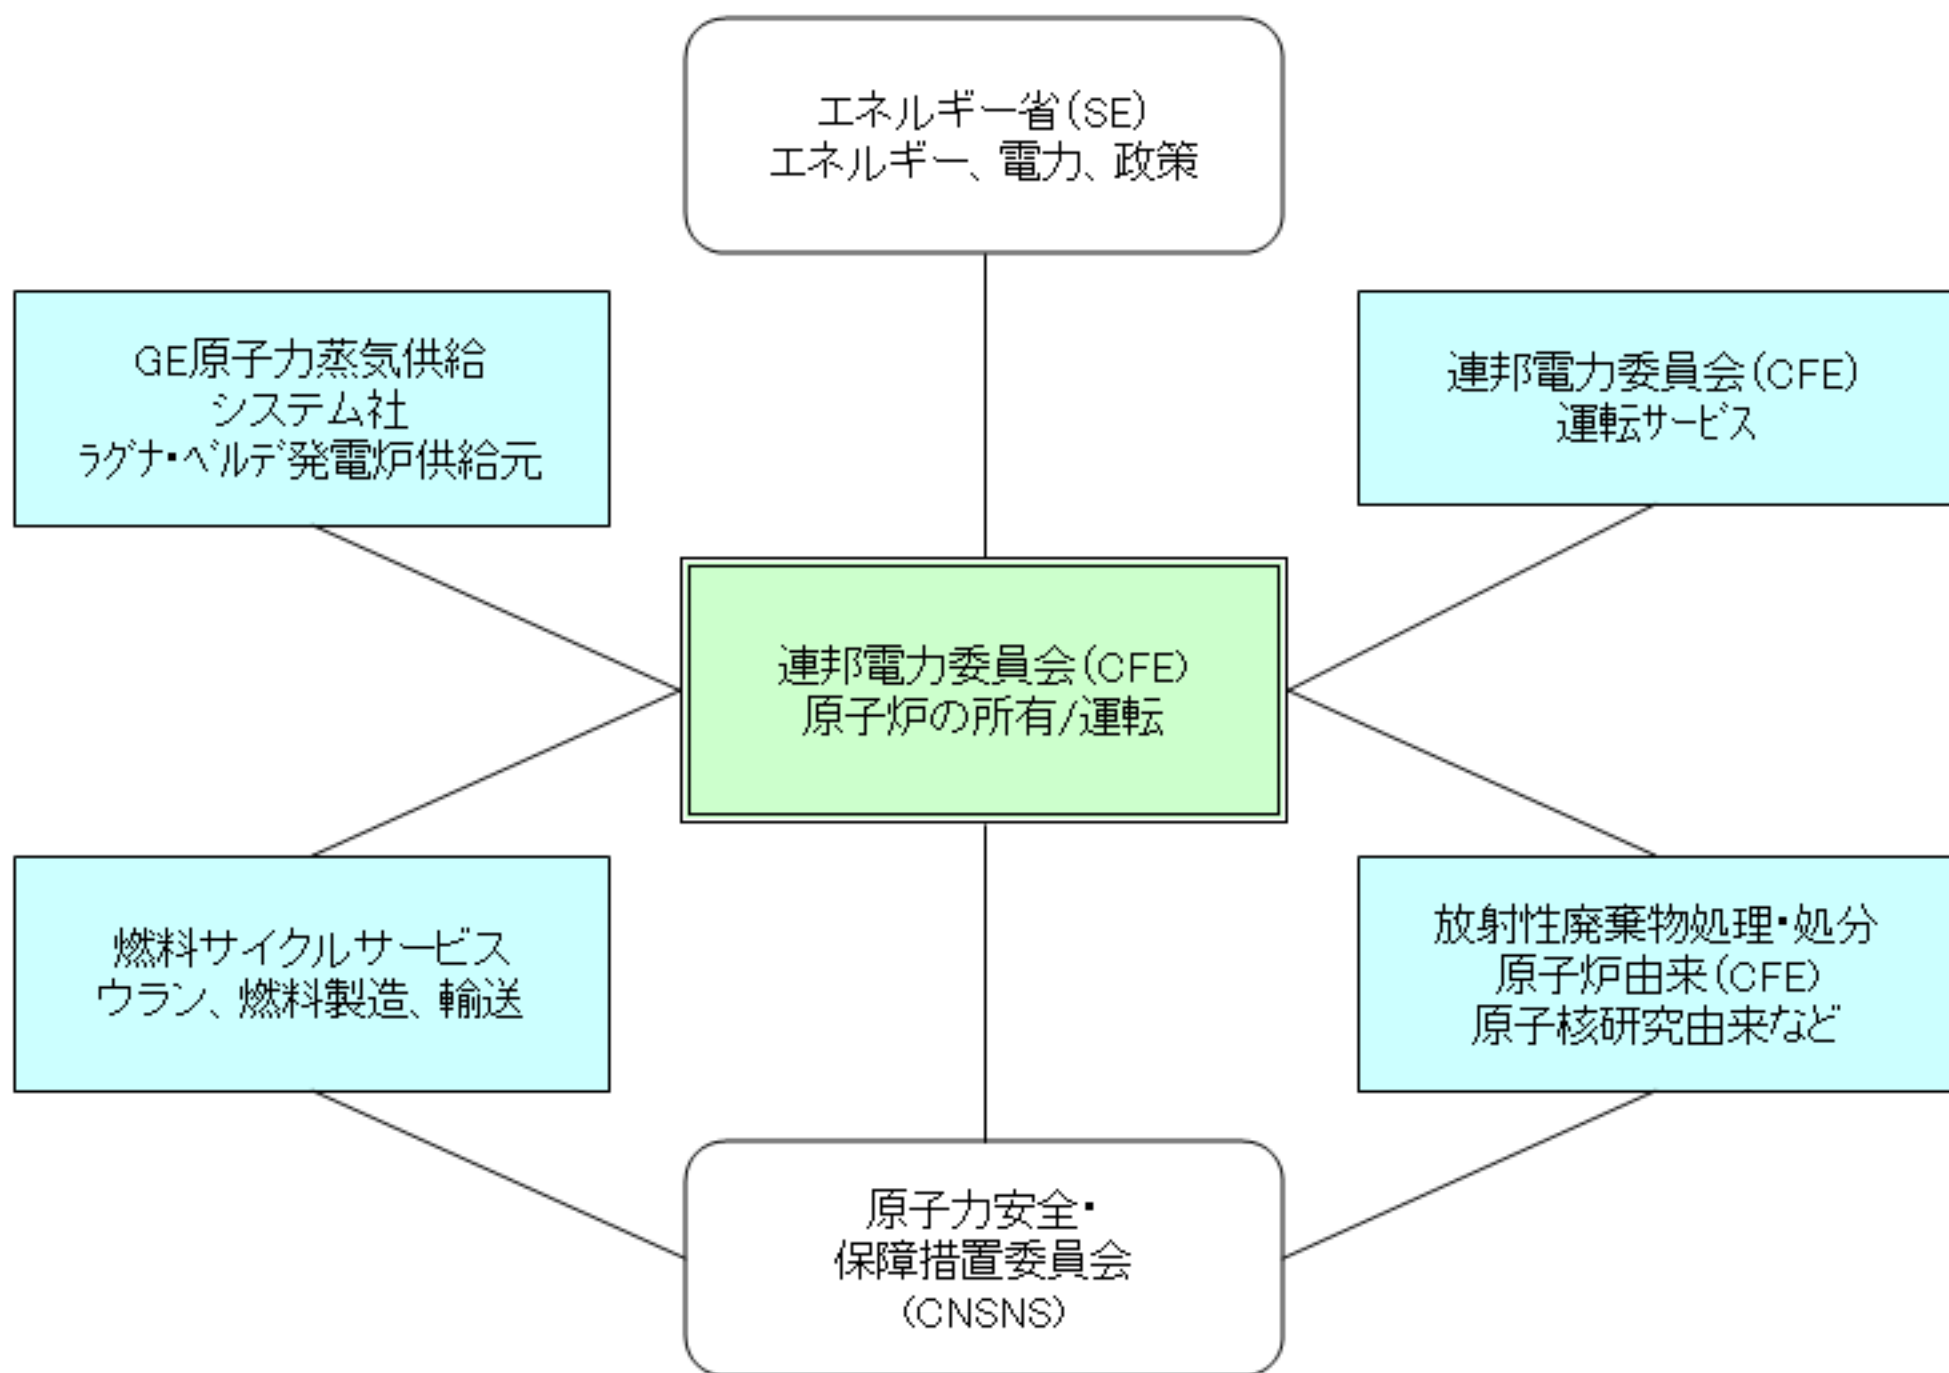 エネルギー省(SE)
エネルギー、電力、政策
GE原子力蒸気供給
システム社
ラグナ・ベルデ発電炉供給元
連邦電力委員会(CFE)
運転サービス
連邦電力委員会(CFE)
原子炉の所有/運転
燃料サイクルサービス
ウラン、燃料製造、輸送
放射性廃棄物処理・処分
原子炉由来(CFE)
原子核研究由来など
原子力安全・
保障措置委員会
(CNSNS)